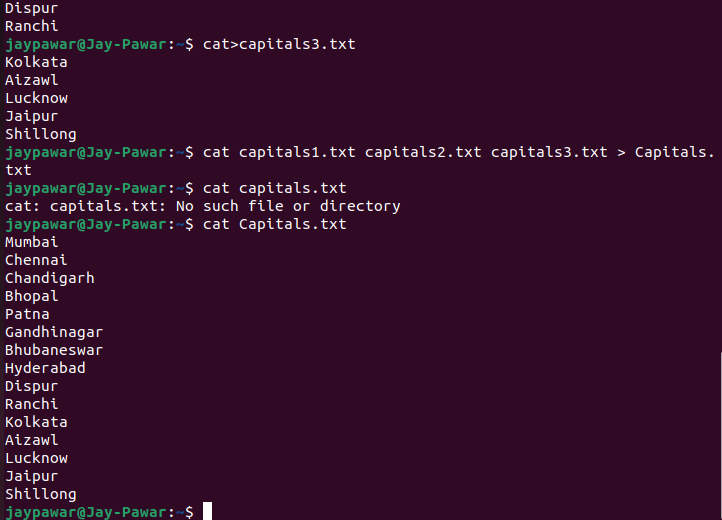 Dispur
Ranchi
jaypawar@Jay-Pawar:~$ cat>capitals3.txt
Kolkata
Aizawl
Lucknow
Jaipur
Shillong
jaypawar@Jay-Pawar:~$ cat capitals1.txt capitals2.txt capitals3.txt > Capitals.
txt
jaypawar@Jay-Pawar:~$ cat capitals.txt
cat: capitals.txt: No such file or directory
jaypawar@Jay-Pawar:~$ cat Capitals.txt
Mumbai
Chennai
Chandigarh
Bhopal
Patna
Gandhinagar
Bhubaneswar
Hyderabad
Dispur
Ranchi
Kolkata
Aizawl
Lucknow
Jaipur
Shillong
jaypawar@Jay-Pawar:~$